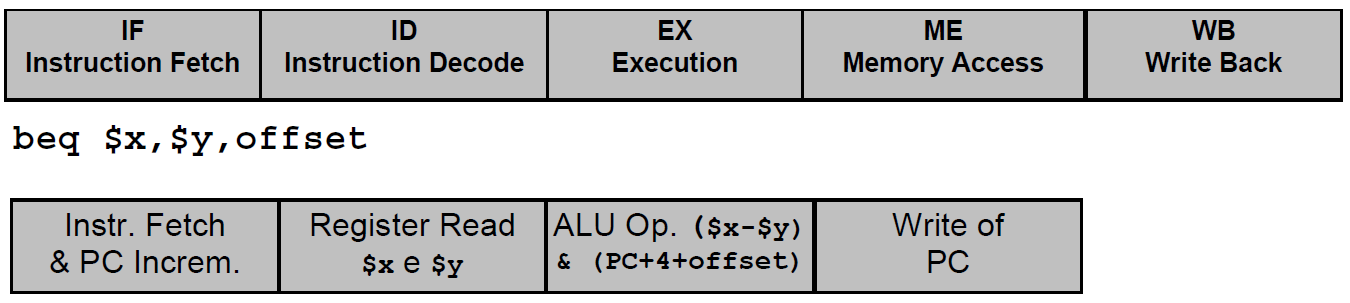 IF ID EX ME WB
Instruction Fetch Instruction Decode Execution Memory Access Write Back
beq $x,$y,offset
Instr. Fetch Register Read ALU Op. ($x-$y) Write of
& PC Increm. $x e $y & (PC+4+offset) PC